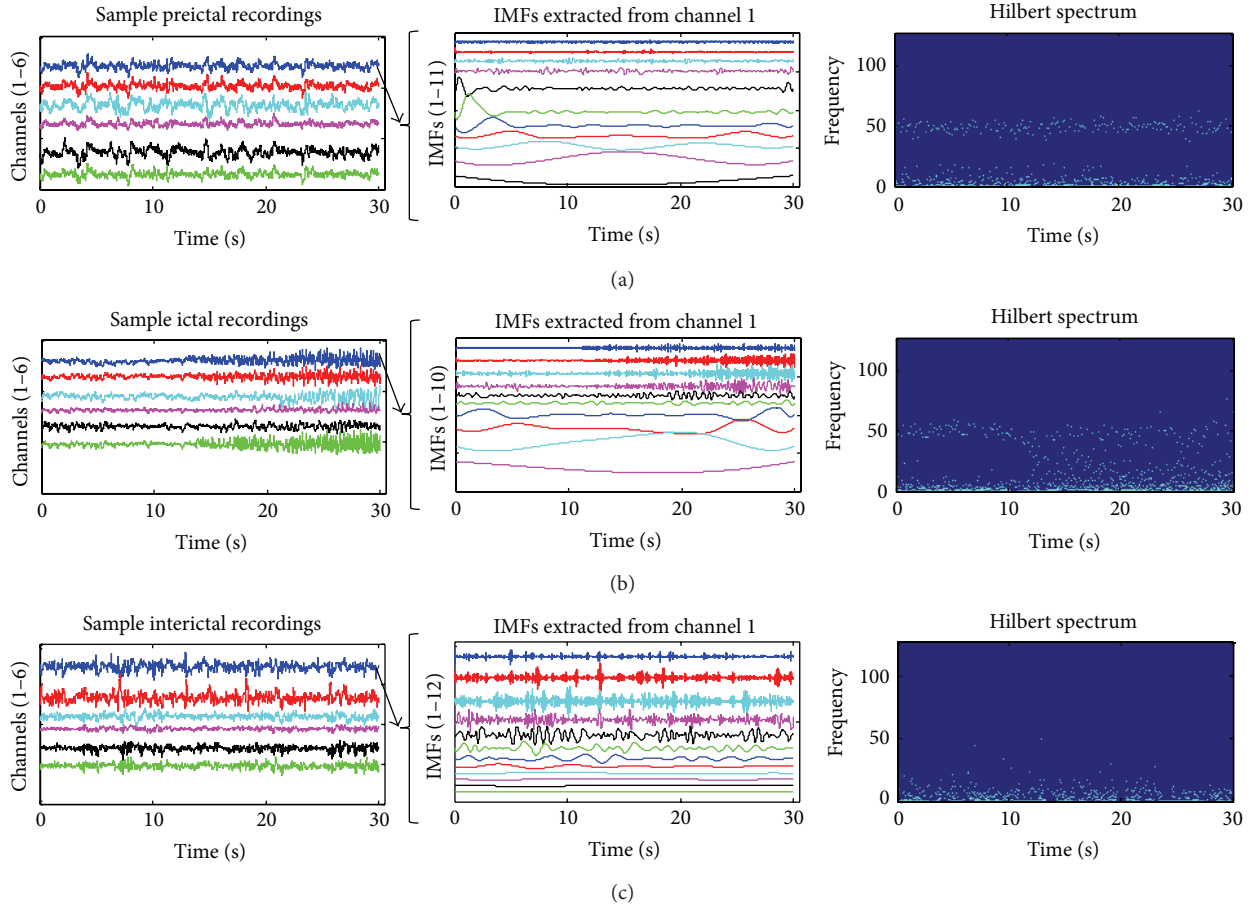 Sample preictal recordings
IMFs extracted from channel 1
Hilbert spectrum
Channels (1–6)
0 10 20 30
Time (s)
IMFs (1–11)
0 10 20 30
Time (s)
Frequency
100
50
0
0 10 20 30
Time (s)
(a)
Sample ictal recordings
IMFs extracted from channel 1
Hilbert spectrum
Channels (1–6)
0 10 20 30
Time (s)
IMFs (1–10)
0 10 20 30
Time (s)
Frequency
100
50
0
0 10 20 30
Time (s)
(b)
Sample interictal recordings
IMFs extracted from channel 1
Hilbert spectrum
Channels (1–6)
0 10 20 30
Time (s)
IMFs (1–12)
0 10 20 30
Time (s)
Frequency
100
50
0
0 10 20 30
Time (s)
(c)